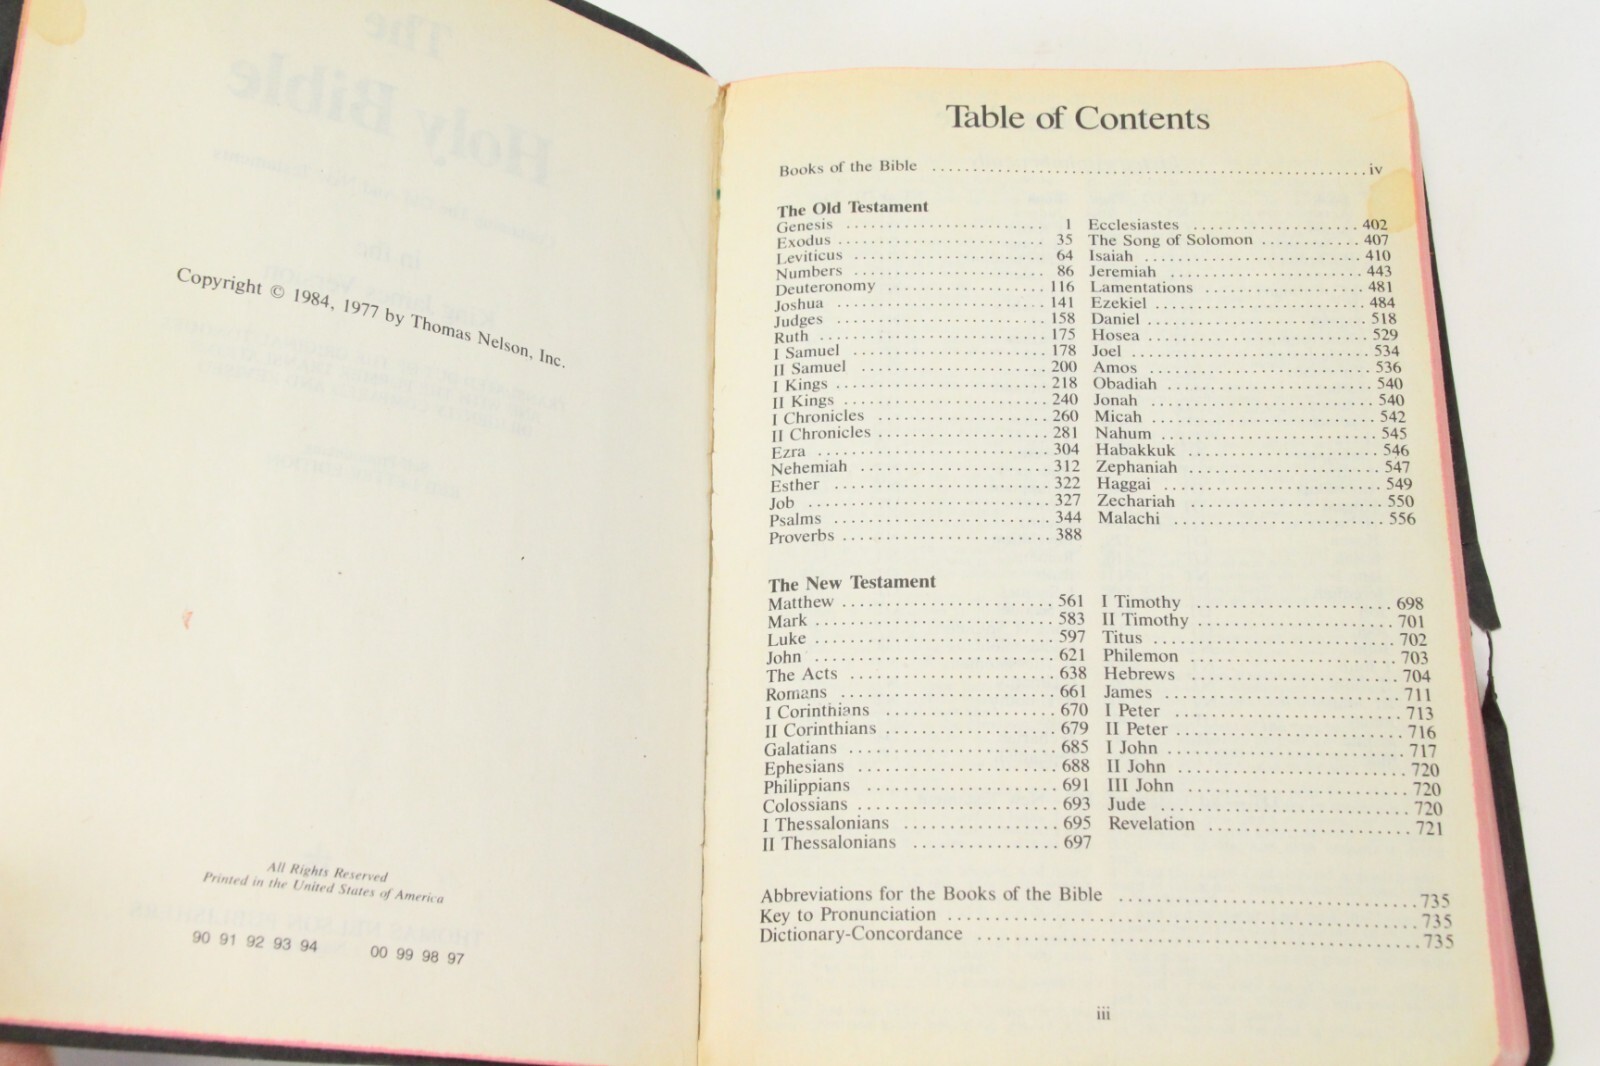 Copyright © 1984, 1977 by Thomas Nelson, Inc.
All Rights Reserved
Printed in the United States of America
90 91 92 93 94 00 99 98 97
Table of Contents
Books of the Bible ........ iv
The Old Testament
Genesis ........ 1
Exodus ........ 35
Leviticus ........ 64
Numbers ........ 86
Deuteronomy ........ 116
Joshua ........ 141
Judges ........ 158
Ruth ........ 175
I Samuel ........ 178
II Samuel ........ 200
I Kings ........ 218
II Kings ........ 240
I Chronicles ........ 260
II Chronicles ........ 281
Ezra ........ 304
Nehemiah ........ 312
Esther ........ 322
Job ........ 327
Psalms ........ 344
Proverbs ........ 388
Ecclesiastes ........ 402
The Song of Solomon ........ 407
Isaiah ........ 410
Jeremiah ........ 443
Lamentations ........ 481
Ezekiel ........ 484
Daniel ........ 518
Hosea ........ 529
Joel ........ 534
Amos ........ 536
Obadiah ........ 540
Jonah ........ 540
Micah ........ 542
Nahum ........ 545
Habakkuk ........ 546
Zephaniah ........ 547
Haggai ........ 549
Zechariah ........ 550
Malachi ........ 556
The New Testament
Matthew ........ 561
Mark ........ 583
Luke ........ 597
John ........ 621
The Acts ........ 638
Romans ........ 661
I Corinthians ........ 670
II Corinthians ........ 679
Galatians ........ 685
Ephesians ........ 688
Philippians ........ 691
Colossians ........ 693
I Thessalonians ........ 695
II Thessalonians ........ 697
I Timothy ........ 698
II Timothy ........ 701
Titus ........ 702
Philemon ........ 703
Hebrews ........ 704
James ........ 711
I Peter ........ 713
II Peter ........ 716
I John ........ 717
II John ........ 720
III John ........ 720
Jude ........ 720
Revelation ........ 721
Abbreviations for the Books of the Bible ........ 735
Key to Pronunciation ........ 735
Dictionary-Concordance ........ 735
iii